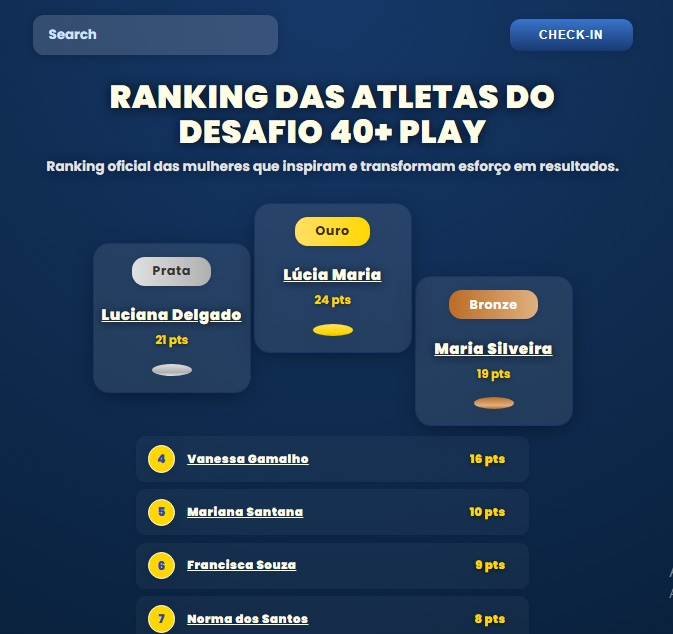 Search
CHECK-IN
RANKING DAS ATLETAS DO
DESAFIO 40+ PLAY
Ranking oficial das mulheres que inspiram e transformam esforço em resultados.
Ouro
Lúcia Maria
24 pts
Prata
Luciana Delgado
21 pts
Bronze
Maria Silveira
19 pts
4 Vanessa Gamalho 16 pts
5 Mariana Santana 10 pts
6 Francisca Souza 9 pts
7 Norma dos Santos 8 pts